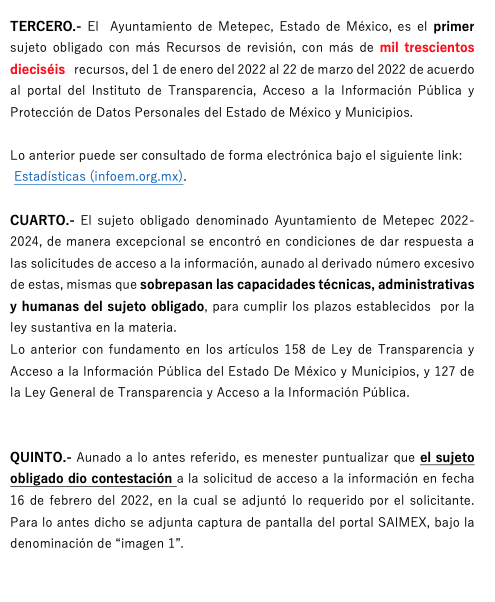 TERCERO.- El Ayuntamiento de Metepec, Estado de México, es el primer
sujeto obligado con más Recursos de revisión, con más de mil trescientos
dieciséis recursos, del 1 de enero del 2022 al 22 de marzo del 2022 de acuerdo
al portal del Instituto de Transparencia, Acceso a la Información Pública y
Protección de Datos Personales del Estado de México y Municipios.
Lo anterior puede ser consultado de forma electrónica bajo el siguiente link:
Estadísticas (infoem.org.mx).
CUARTO.- El sujeto obligado denominado Ayuntamiento de Metepec 2022-
2024, de manera excepcional se encontró en condiciones de dar respuesta a
las solicitudes de acceso a la información, aunado al derivado número excesivo
de estas, mismas que sobrepasan las capacidades técnicas, administrativas
y humanas del sujeto obligado, para cumplir los plazos establecidos por la
ley sustantiva en la materia.
Lo anterior con fundamento en los artículos 158 de Ley de Transparencia y
Acceso a la Información Pública del Estado De México y Municipios, y 127 de
la Ley General de Transparencia y Acceso a la Información Pública.
QUINTO.- Aunado a lo antes referido, es menester puntualizar que el sujeto
obligado dio contestación a la solicitud de acceso a la información en fecha
16 de febrero del 2022, en la cual se adjuntó lo requerido por el solicitante.
Para lo antes dicho se adjunta captura de pantalla del portal SAIMEX, bajo la
denominación de “imagen 1”.